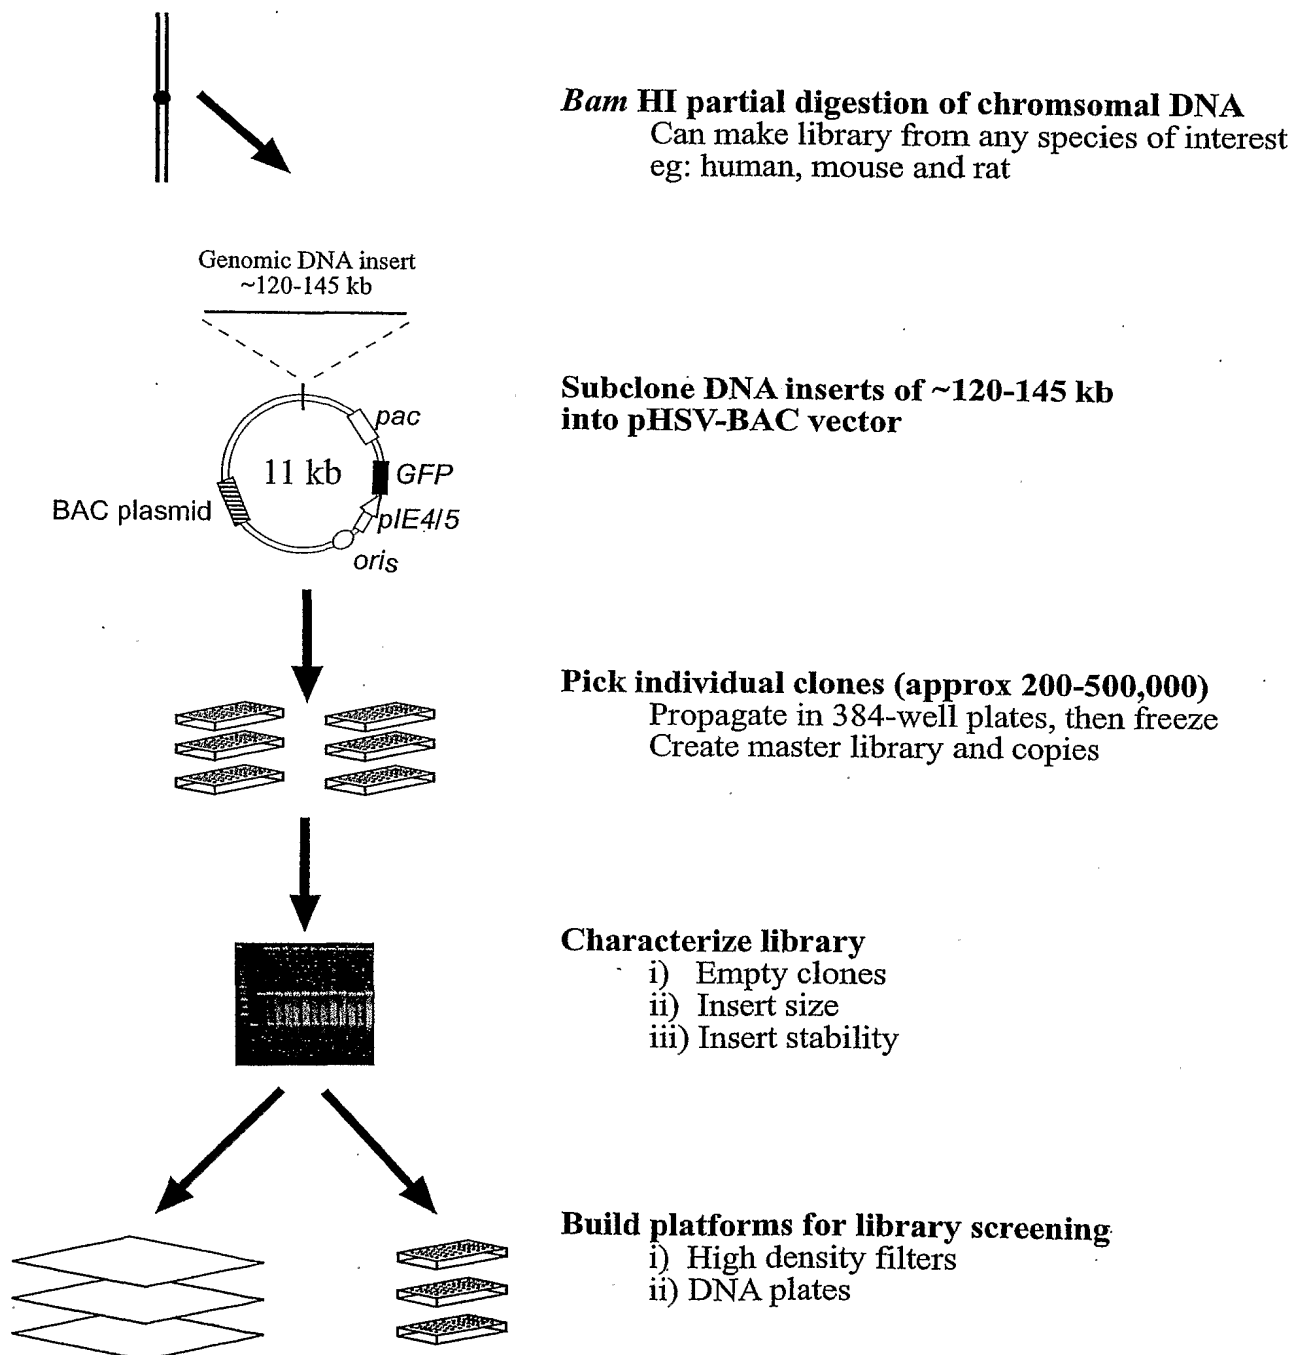 Bam HI partial digestion of chromsomal DNA
Can make library from any species of interest
eg: human, mouse and rat
Genomic DNA insert
~120-145 kb
Subclone DNA inserts of ~120-145 kb
into pHSV-BAC vector
pac
11 kb
GFP
BAC plasmid
pIE4/5
oris
Pick individual clones (approx 200-500,000)
Propagate in 384-well plates, then freeze
Create master library and copies
Characterize library
i) Empty clones
ii) Insert size
iii) Insert stability
Build platforms for library screening
i) High density filters
ii) DNA plates